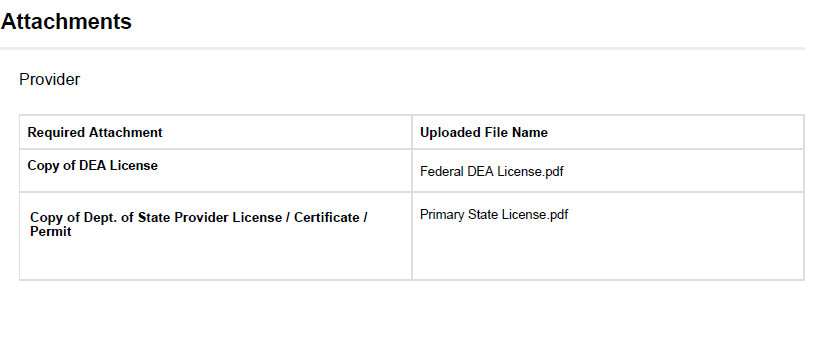 Attachments
Provider
Required Attachment
Uploaded File Name
Copy of DEA License
Federal DEA License.pdf
Copy of Dept. of State Provider License / Certificate /
Permit
Primary State License.pdf